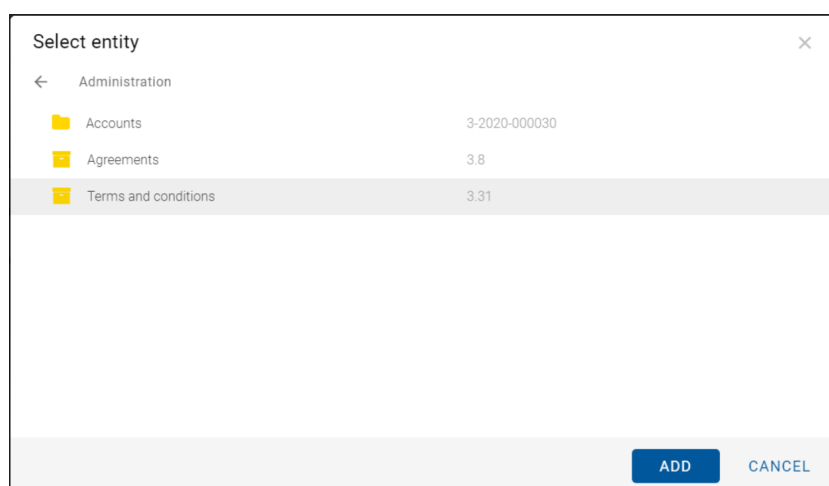 Select entity
Administration
Accounts 3-2020-000030
Agreements 3.8
Terms and conditions 3.31
ADD CANCEL